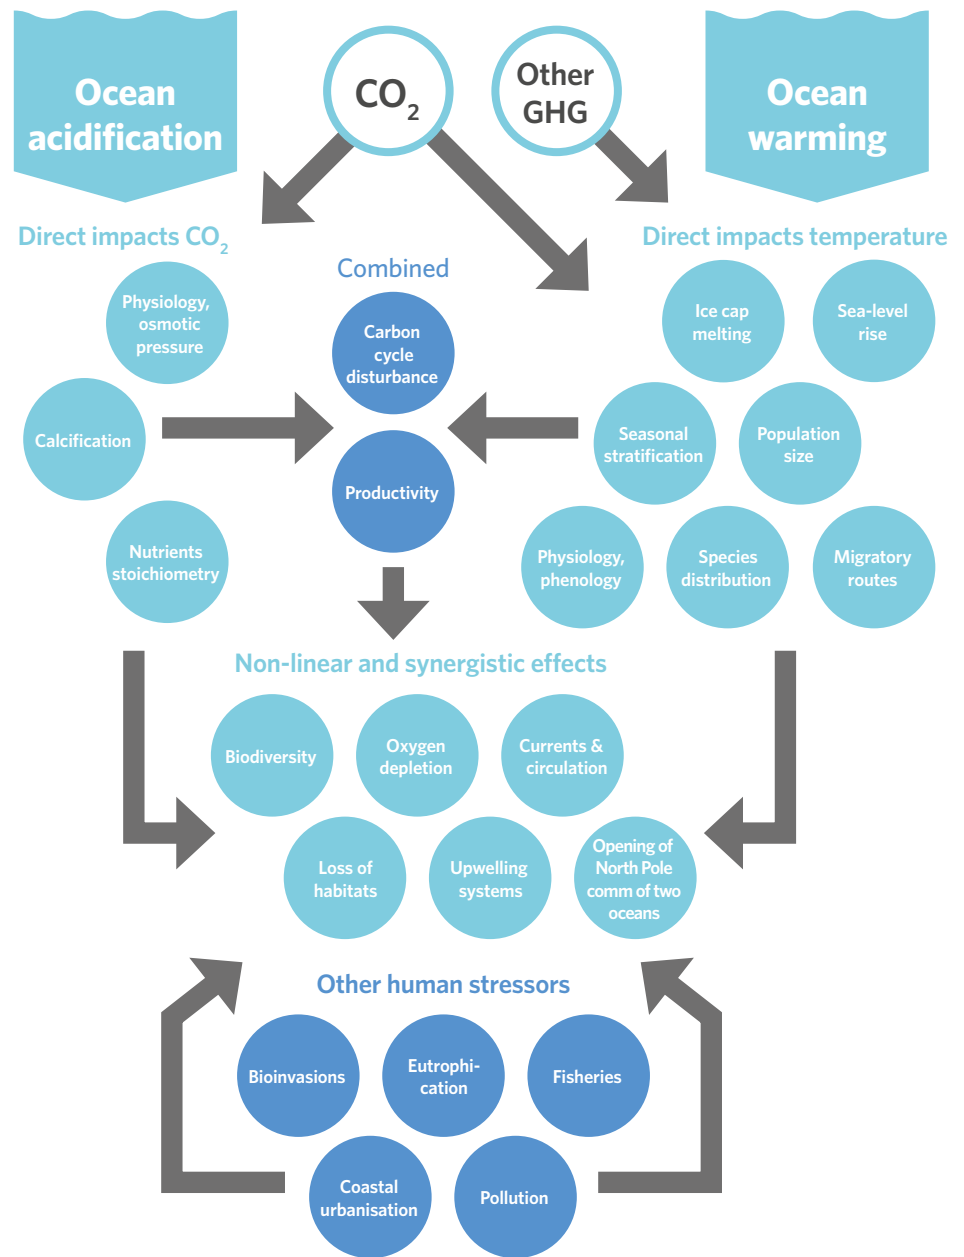 Ocean
acidification
CO₂
Other
GHG
Ocean
warming
Direct impacts CO₂
Direct impacts temperature
Combined
Physiology,
osmotic
pressure
Calcification
Nutrients
stoichiometry
Carbon
cycle
disturbance
Productivity
Ice cap
melting
Sea-level
rise
Seasonal
stratification
Population
size
Physiology,
phenology
Species
distribution
Migratory
routes
Non-linear and synergistic effects
Biodiversity
Oxygen
depletion
Currents &
circulation
Loss of
habitats
Upwelling
systems
Opening of
North Pole
comm of two
oceans
Other human stressors
Bioinvasions
Eutrophi-
cation
Fisheries
Coastal
urbanisation
Pollution